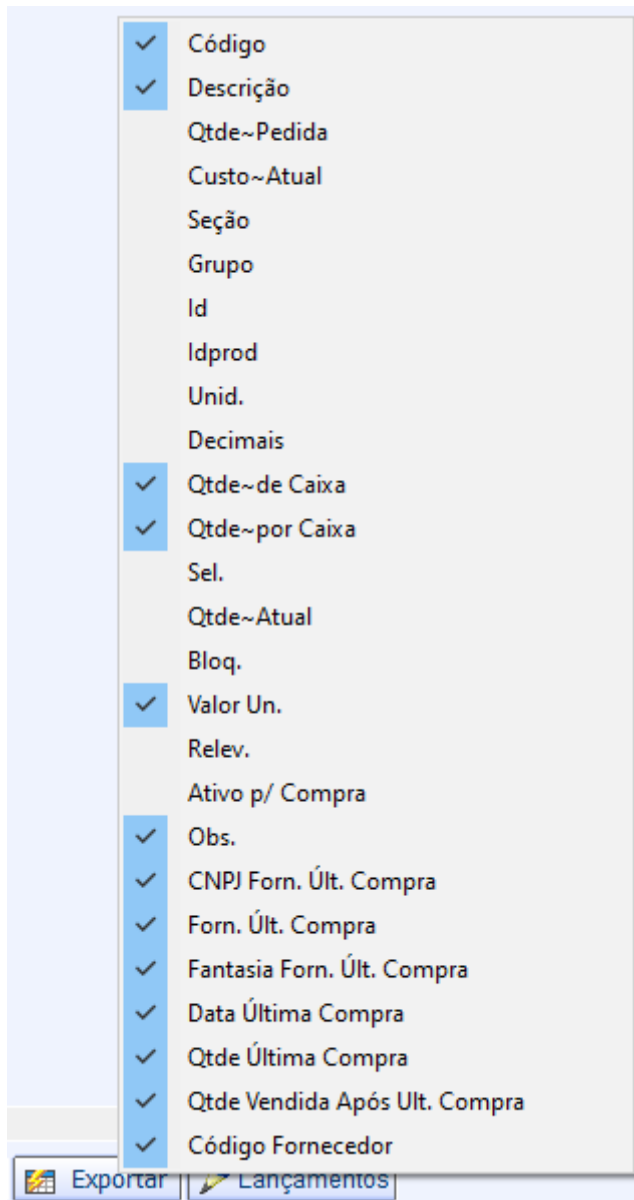 Código
Descrição
Qtde~Pedida
Custo~Atual
Seção
Grupo
Id
Idprod
Unid.
Decimais
Qtde~de Caixa
Qtde~por Caixa
Sel.
Qtde~Atual
Bloq.
Valor Un.
Relev.
Ativo p/ Compra
Obs.
CNPJ Forn. Últ. Compra
Forn. Últ. Compra
Fantasia Forn. Últ. Compra
Data Última Compra
Qtde Última Compra
Qtde Vendida Após Ult. Compra
Código Fornecedor
Exportar Lançamentos